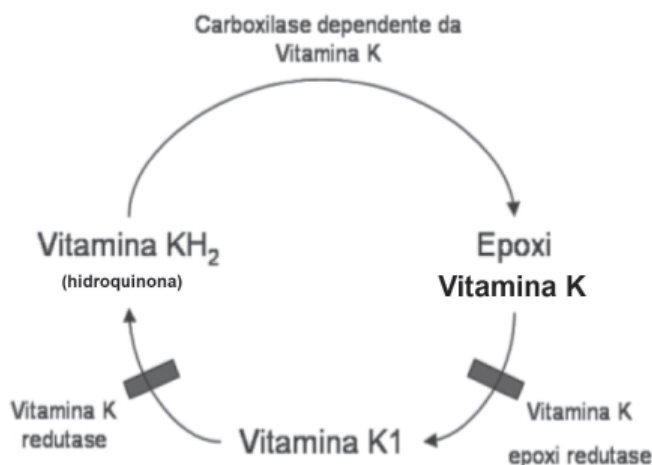 Carboxilase dependente da
Vitamina K
Vitamina KH₂
(hidroquinona)
Epoxi
Vitamina K
Vitamina K
redutase
Vitamina K1
Vitamina K
epoxi redutase